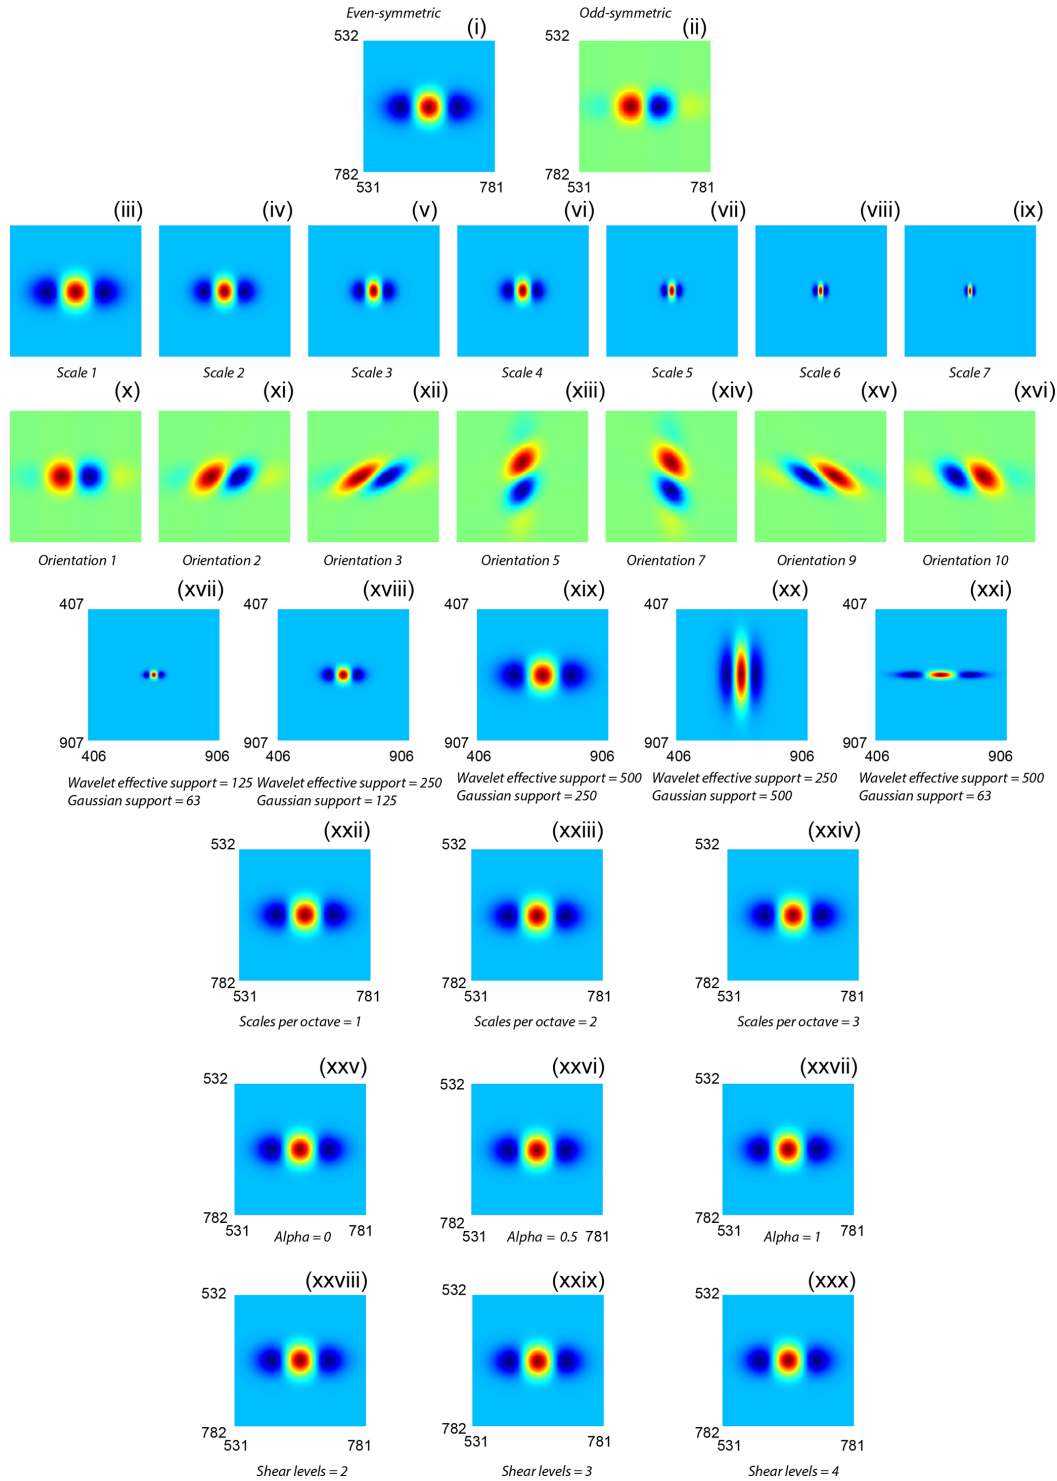 Even-symmetric Odd-symmetric
(i) (ii)
532 532
782 782
531 781 531 781
(iii) (iv) (v) (vi) (vii) (viii) (ix)
Scale 1 Scale 2 Scale 3 Scale 4 Scale 5 Scale 6 Scale 7
(x) (xi) (xii) (xiii) (xiv) (xv) (xvi)
Orientation 1 Orientation 2 Orientation 3 Orientation 5 Orientation 7 Orientation 9 Orientation 10
(xvii) (xviii) (xix) (xx) (xxi)
407 407 407 407 407
907 907 907 907 907
406 906 406 906 406 906 406 906 406 906
Wavelet effective support = 125 Wavelet effective support = 250 Wavelet effective support = 500 Wavelet effective support = 250 Wavelet effective support = 500
Gaussian support = 63 Gaussian support = 125 Gaussian support = 250 Gaussian support = 500 Gaussian support = 63
(xxii) (xxiii) (xxiv)
532 532 532
782 782 782
531 781 531 781 531 781
Scales per octave = 1 Scales per octave = 2 Scales per octave = 3
(xxv) (xxvi) (xxvii)
532 532 532
782 782 782
531 Alpha = 0 781 531 Alpha = 0.5 781 531 Alpha = 1 781
(xxviii) (xxix) (xxx)
532 532 532
782 782 782
531 781 531 781 531 781
Shear levels = 2 Shear levels = 3 Shear levels = 4